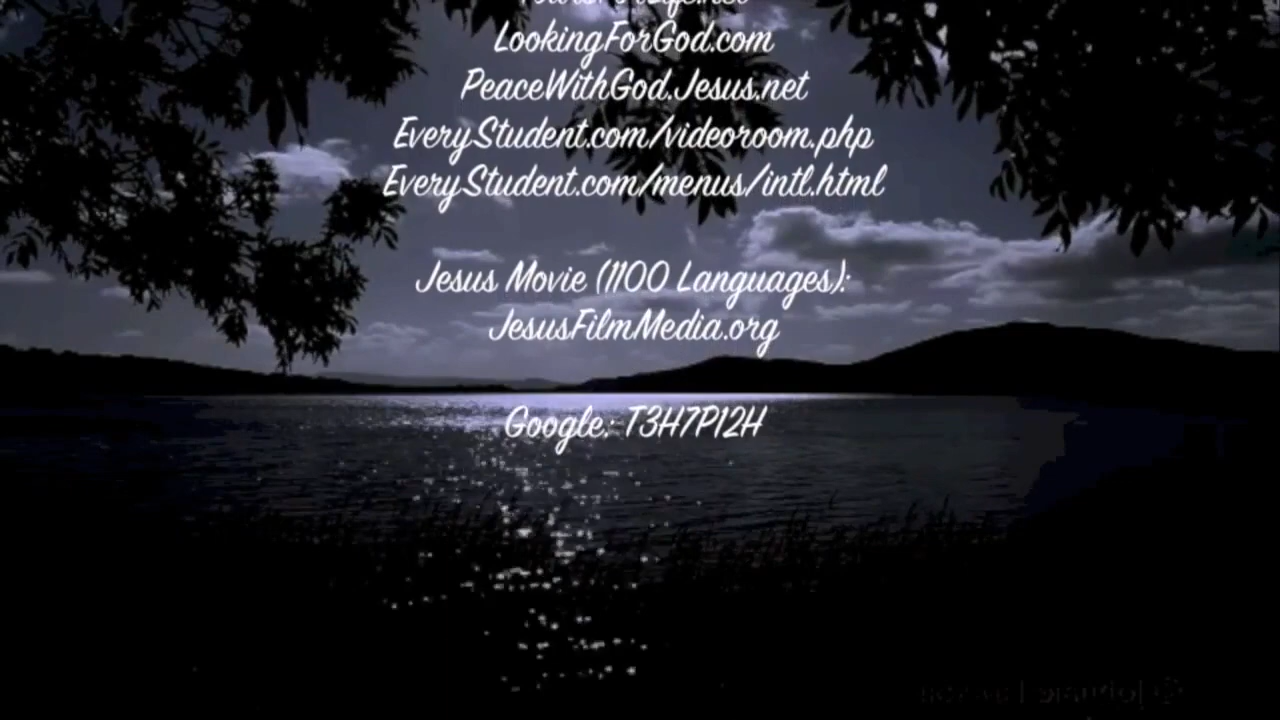 LookingForGod.com
PeaceWithGod.Jesus.net
EveryStudent.com/videoroom.php
EveryStudent.com/menus/intl.html
Jesus Movie (1100 Languages):
JesusFilmMedia.org
Google: T3H7P12H